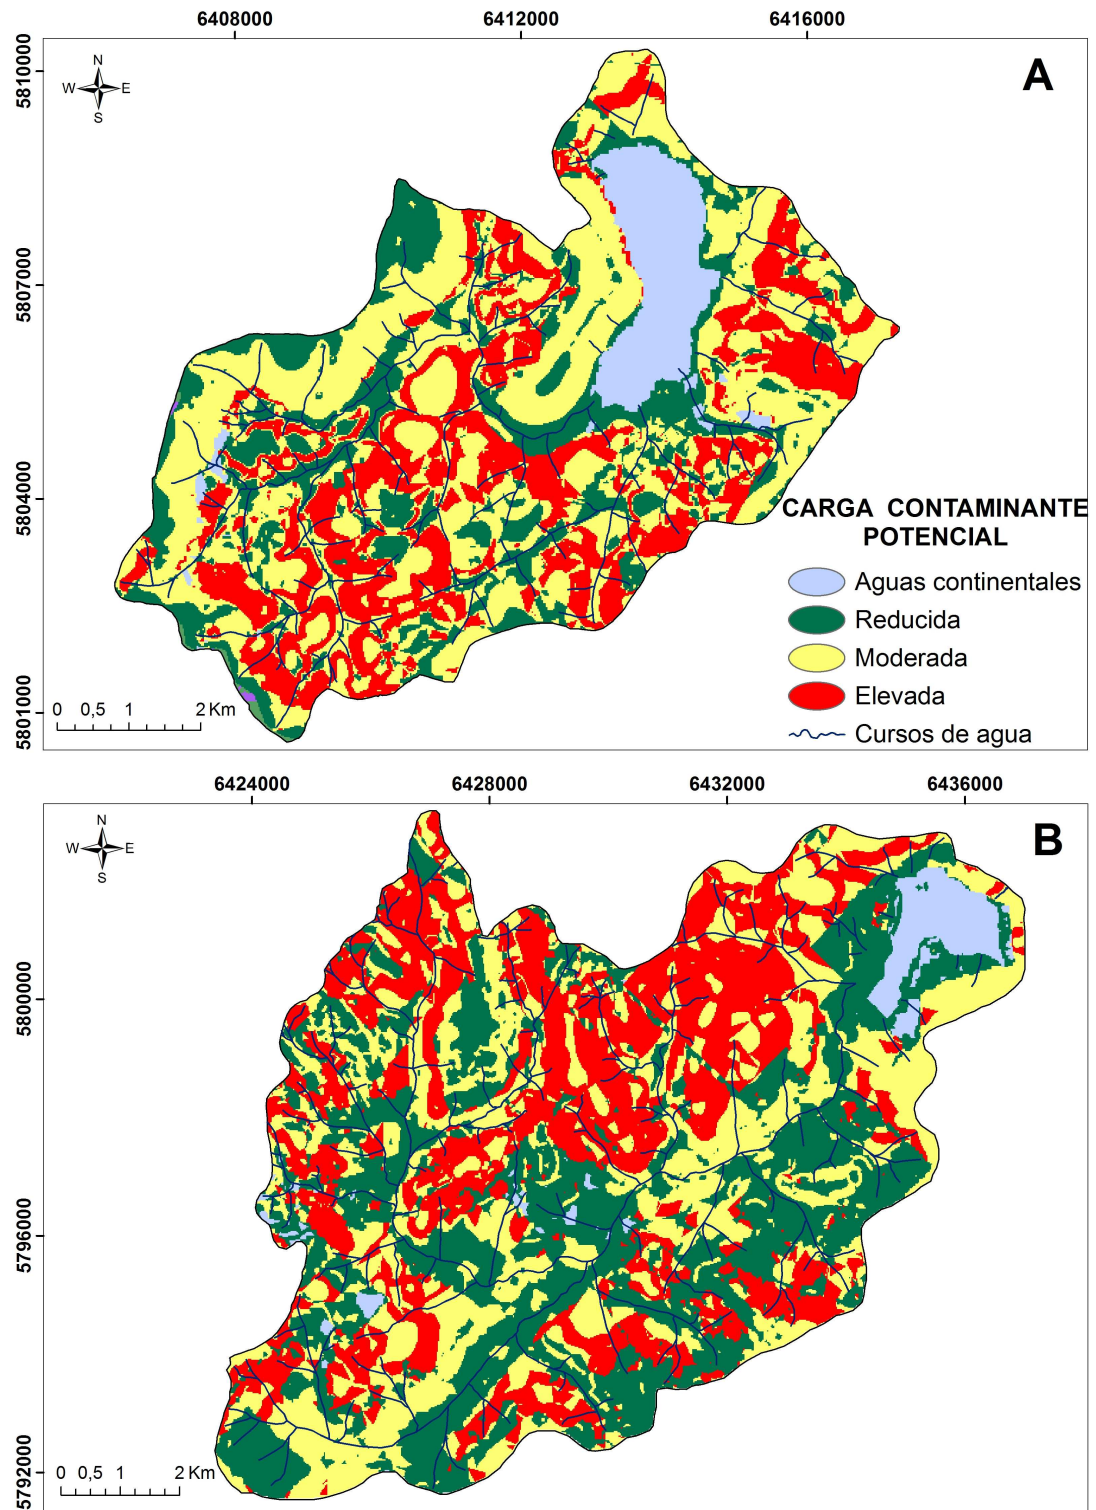 6408000 6412000 6416000
5810000
5807000
5804000
5801000
N
W E
S
A
CARGA CONTAMINANTE
POTENCIAL
Aguas continentales
Reducida
Moderada
Elevada
Cursos de agua
0 0,5 1 2 Km
6424000 6428000 6432000 6436000
5800000
5796000
5792000
N
W E
S
B
0 0,5 1 2 Km